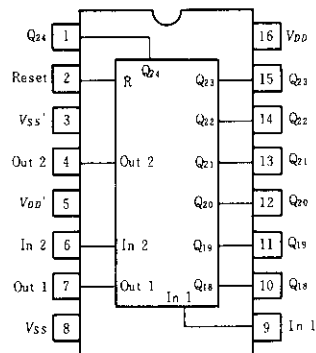 Q24 1 16 VDD
Q24
Reset 2 R Q23 15 Q23
VSS' 3 Q22 14 Q22
Out 2 4 Out 2 Q21 13 Q21
VDD' 5 Q20 12 Q20
In 2 6 In 2 Q19 11 Q19
Out 1 7 Out 1 Q18 10 Q18
In 1
VSS 8 9 In 1